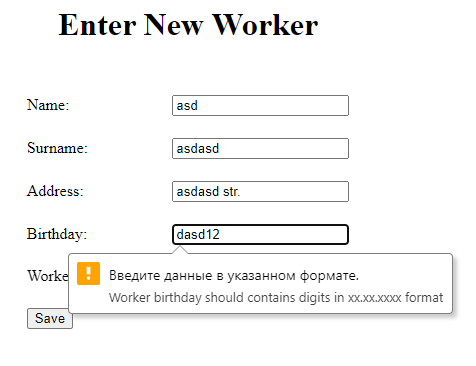 Enter New Worker
Name: asd
Surname: asdasd
Address: asdasd str.
Birthday: dasd12
Worke
! Введите данные в указанном формате.
Worker birthday should contains digits in xx.xx.xxxx format
Save